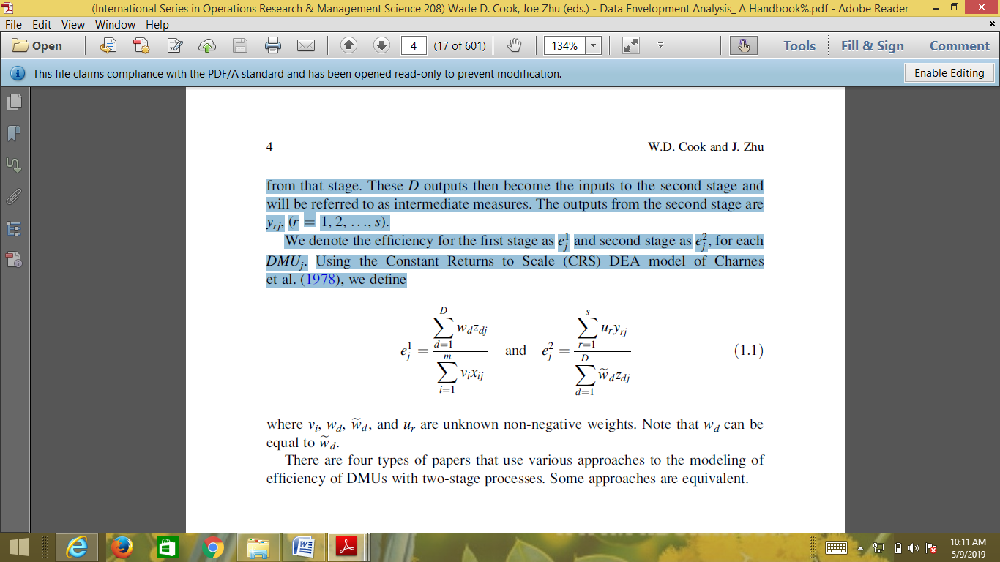 (International Series in Operations Research & Management Science 208) Wade D. Cook, Joe Zhu (eds.) - Data Envelopment Analysis_ A Handbook%.pdf - Adobe Reader
File Edit View Window Help
Open 4 (17 of 601) 134% Tools Fill & Sign Comment
This file claims compliance with the PDF/A standard and has been opened read-only to prevent modification. Enable Editing
4 W.D. Cook and J. Zhu
from that stage. These D outputs then become the inputs to the second stage and
will be referred to as intermediate measures. The outputs from the second stage are
y_{rj}, (r = 1, 2, …, s).
We denote the efficiency for the first stage as e_j^1 and second stage as e_j^2, for each
DMU_j. Using the Constant Returns to Scale (CRS) DEA model of Charnes
et al. (1978), we define
e_j^1 = \frac{\sum_{d=1}^{D} w_d z_{dj}}{\sum_{i=1}^{m} v_i x_{ij}} and e_j^2 = \frac{\sum_{r=1}^{s} u_r y_{rj}}{\sum_{d=1}^{D} \tilde{w}_d z_{dj}} (1.1)
where v_i, w_d, \tilde{w}_d, and u_r are unknown non-negative weights. Note that w_d can be
equal to \tilde{w}_d.
There are four types of papers that use various approaches to the modeling of
efficiency of DMUs with two-stage processes. Some approaches are equivalent.
10:11 AM
5/9/2019